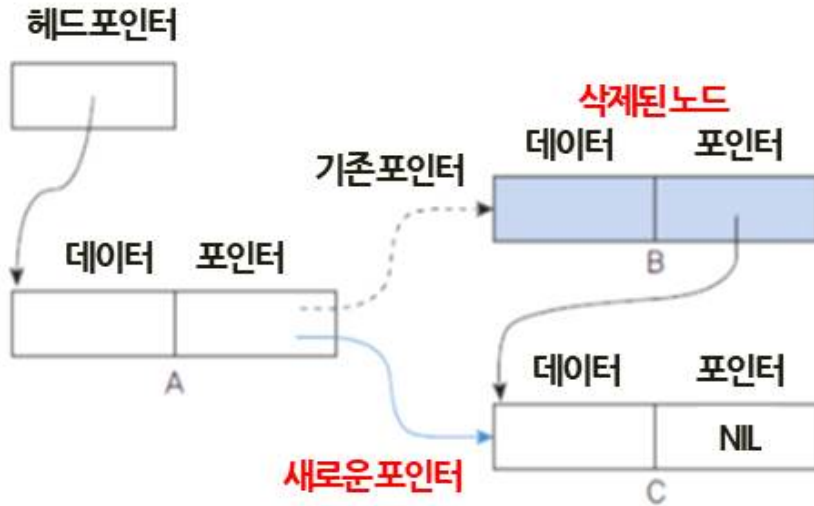 헤드 포인터
삭제된 노드
데이터 포인터
기존 포인터
B
데이터 포인터
A
데이터 포인터
NIL
새로운 포인터
C